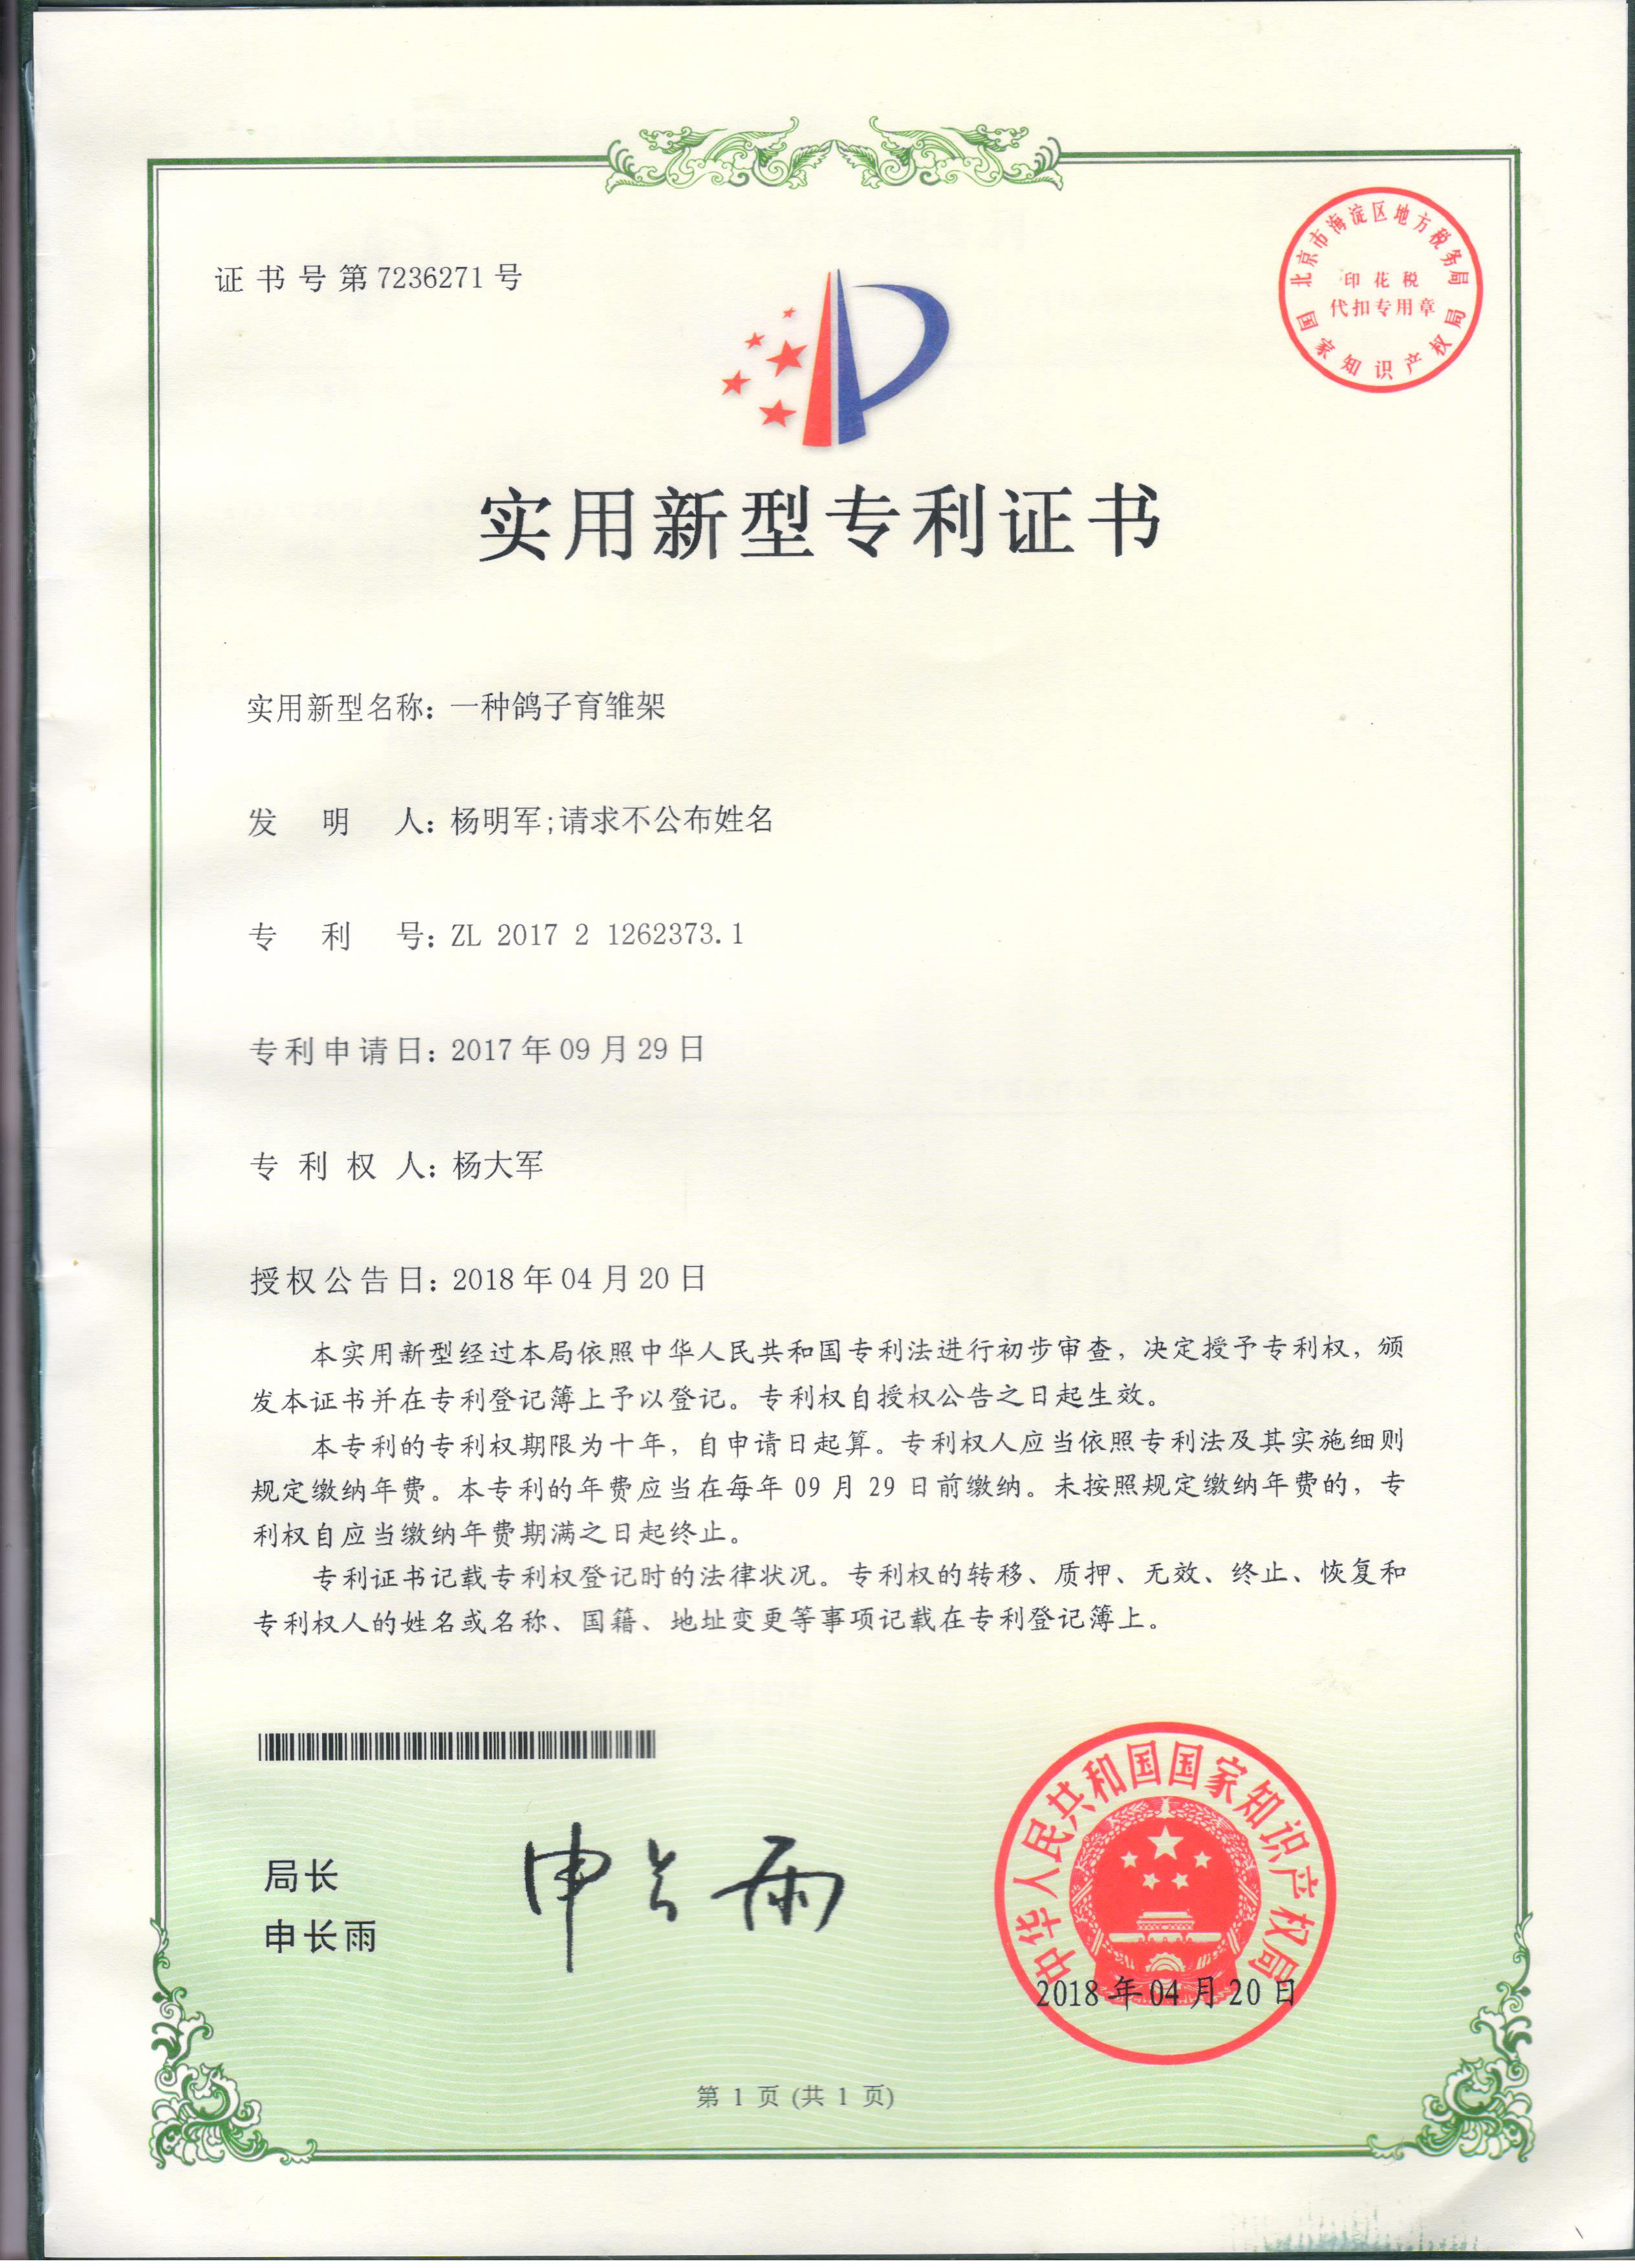 证书号第7236271号
北京市海淀区地方税务局
印花税
代扣专用章
国家知识产权局
实用新型专利证书
实用新型名称：一种鸽子育雏架
发明人：杨明军;请求不公布姓名
专利号：ZL 2017 2 1262373.1
专利申请日：2017年09月29日
专利权人：杨大军
授权公告日：2018年04月20日
本实用新型经过本局依照中华人民共和国专利法进行初步审查，决定授予专利权，颁
发本证书并在专利登记簿上予以登记。专利权自授权公告之日起生效。
本专利的专利权期限为十年，自申请日起算。专利权人应当依照专利法及其实施细则
规定缴纳年费。本专利的年费应当在每年 09 月 29 日前缴纳。未按照规定缴纳年费的，专
利权自应当缴纳年费期满之日起终止。
专利证书记载专利权登记时的法律状况。专利权的转移、质押、无效、终止、恢复和
专利权人的姓名或名称、国籍、地址变更等事项记载在专利登记簿上。
局长
申长雨
申长雨
中华人民共和国国家知识产权局
2018年04月20日
第 1 页 (共 1 页)